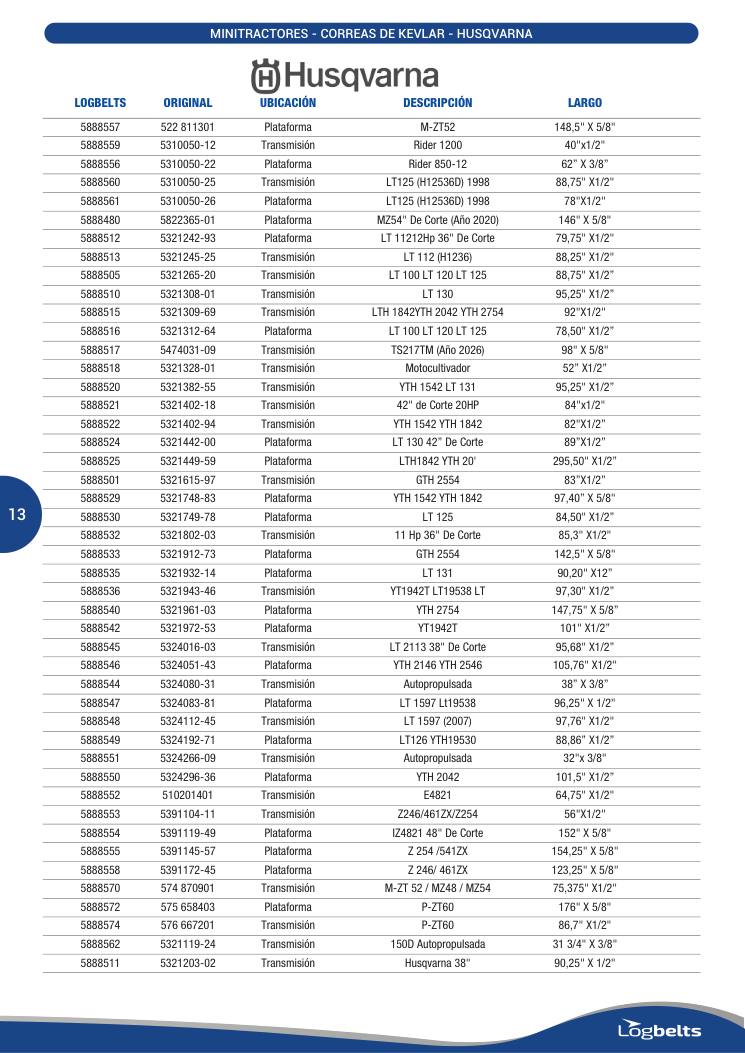 MINITRACTORES - CORREAS DE KEVLAR - HUSQVARNA
Husqvarna
LOGBELTS ORIGINAL UBICACIÓN DESCRIPCIÓN LARGO
5888557 522 811301 Plataforma M-ZT52 148,5" X 5/8"
5888559 5310050-12 Transmisión Rider 1200 40"x1/2"
5888556 5310050-22 Plataforma Rider 850-12 62” X 3/8”
5888560 5310050-25 Transmisión LT125 (H12536D) 1998 88,75" X1/2"
5888561 5310050-26 Plataforma LT125 (H12536D) 1998 78"X1/2"
5888480 5822365-01 Plataforma MZ54" De Corte (Año 2020) 146" X 5/8"
5888512 5321242-93 Plataforma LT 11212Hp 36" De Corte 79,75" X1/2"
5888513 5321245-25 Transmisión LT 112 (H1236) 88,25" X1/2”
5888505 5321265-20 Transmisión LT 100 LT 120 LT 125 88,75" X1/2”
5888510 5321308-01 Transmisión LT 130 95,25" X1/2”
5888515 5321309-69 Transmisión LTH 1842YTH 2042 YTH 2754 92"X1/2"
5888516 5321312-64 Plataforma LT 100 LT 120 LT 125 78,50" X1/2”
5888517 5474031-09 Transmisión TS217TM (Año 2026) 98" X 5/8"
5888518 5321328-01 Transmisión Motocultivador 52” X1/2”
5888520 5321382-55 Transmisión YTH 1542 LT 131 95,25" X1/2”
5888521 5321402-18 Transmisión 42" de Corte 20HP 84"x1/2"
5888522 5321402-94 Transmisión YTH 1542 YTH 1842 82"X1/2”
5888524 5321442-00 Plataforma LT 130 42” De Corte 89”X1/2”
5888525 5321449-59 Plataforma LTH1842 YTH 20' 295,50" X1/2”
5888501 5321615-97 Transmisión GTH 2554 83”X1/2”
5888529 5321748-83 Plataforma YTH 1542 YTH 1842 97,40” X 5/8"
5888530 5321749-78 Plataforma LT 125 84,50" X1/2”
5888532 5321802-03 Transmisión 11 Hp 36" De Corte 85,3" X1/2”
5888533 5321912-73 Plataforma GTH 2554 142,5" X 5/8"
5888535 5321932-14 Plataforma LT 131 90,20" X12”
5888536 5321943-46 Transmisión YT1942T LT19538 LT 97,30" X1/2”
5888540 5321961-03 Plataforma YTH 2754 147,75" X 5/8”
5888542 5321972-53 Plataforma YT1942T 101" X1/2”
5888545 5324016-03 Transmisión LT 2113 38" De Corte 95,68" X1/2”
5888546 5324051-43 Plataforma YTH 2146 YTH 2546 105,76" X1/2”
5888544 5324080-31 Transmisión Autopropulsada 38” X 3/8”
5888547 5324083-81 Plataforma LT 1597 Lt19538 96,25" X 1/2”
5888548 5324112-45 Transmisión LT 1597 (2007) 97,76" X1/2”
5888549 5324192-71 Plataforma LT126 YTH19530 88,86” X1/2”
5888551 5324266-09 Transmisión Autopropulsada 32"x 3/8"
5888550 5324296-36 Plataforma YTH 2042 101,5" X1/2”
5888552 510201401 Transmisión E4821 64,75" X1/2"
5888553 5391104-11 Transmisión Z246/461ZX/Z254 56"X1/2"
5888554 5391119-49 Plataforma IZ4821 48" De Corte 152" X 5/8"
5888555 5391145-57 Plataforma Z 254 /541ZX 154,25" X 5/8"
5888558 5391172-45 Plataforma Z 246/ 461ZX 123,25" X 5/8"
5888570 574 870901 Transmisión M-ZT 52 / MZ48 / MZ54 75,375" X1/2"
5888572 575 658403 Plataforma P-ZT60 176" X 5/8"
5888574 576 667201 Transmisión P-ZT60 86,7" X1/2"
5888562 5321119-24 Transmisión 150D Autopropulsada 31 3/4" X 3/8"
5888511 5321203-02 Transmisión Husqvarna 38" 90,25" X 1/2"
13
Logbelts